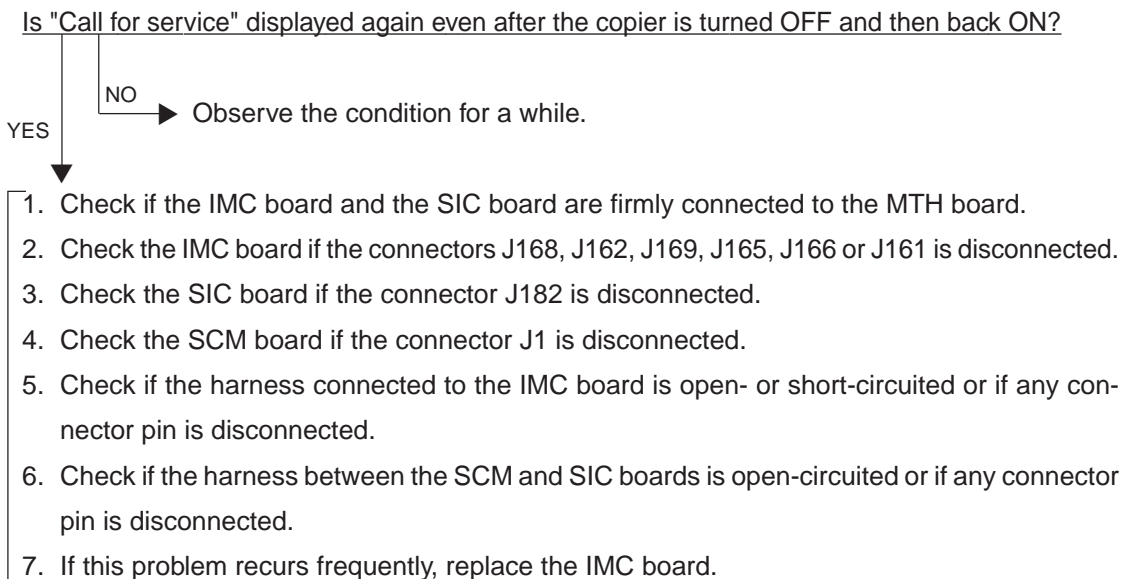 Is "Call for service" displayed again even after the copier is turned OFF and then back ON?
NO
Observe the condition for a while.
YES
1. Check if the IMC board and the SIC board are firmly connected to the MTH board.
2. Check the IMC board if the connectors J168, J162, J169, J165, J166 or J161 is disconnected.
3. Check the SIC board if the connector J182 is disconnected.
4. Check the SCM board if the connector J1 is disconnected.
5. Check if the harness connected to the IMC board is open- or short-circuited or if any con-
nector pin is disconnected.
6. Check if the harness between the SCM and SIC boards is open-circuited or if any connector
pin is disconnected.
7. If this problem recurs frequently, replace the IMC board.